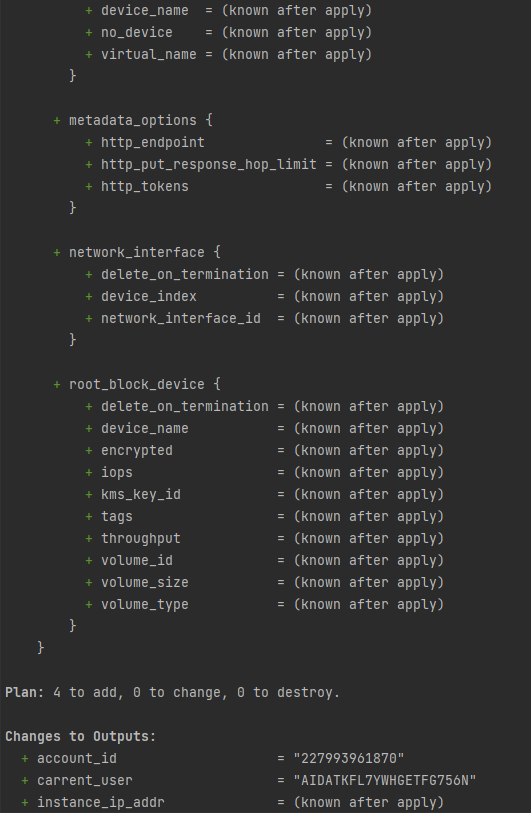 + device_name  = (known after apply)
+ no_device    = (known after apply)
+ virtual_name = (known after apply)
}
+ metadata_options {
+ http_endpoint               = (known after apply)
+ http_put_response_hop_limit = (known after apply)
+ http_tokens                 = (known after apply)
}
+ network_interface {
+ delete_on_termination = (known after apply)
+ device_index          = (known after apply)
+ network_interface_id  = (known after apply)
}
+ root_block_device {
+ delete_on_termination = (known after apply)
+ device_name           = (known after apply)
+ encrypted             = (known after apply)
+ iops                  = (known after apply)
+ kms_key_id            = (known after apply)
+ tags                  = (known after apply)
+ throughput            = (known after apply)
+ volume_id             = (known after apply)
+ volume_size           = (known after apply)
+ volume_type           = (known after apply)
}
}
Plan: 4 to add, 0 to change, 0 to destroy.
Changes to Outputs:
+ account_id                    = "227993961870"
+ carrent_user                  = "AIDATKFL7YWHGETFG756N"
+ instance_ip_addr              = (known after apply)